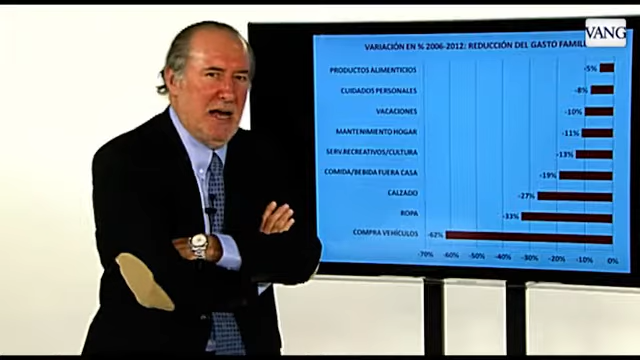 VANG
VARIACIÓN EN % 2006-2012: REDUCCIÓN DEL GASTO FAMIL
PRODUCTOS ALIMENTICIOS -5%
CUIDADOS PERSONALES -8%
VACACIONES -10%
MANTENIMIENTO HOGAR -11%
SERV.RECREATIVOS/CULTURA -13%
COMIDA/BEBIDA FUERA CASA -19%
CALZADO -27%
ROPA -33%
COMPRA VEHÍCULOS -62%
-70% -60% -50% -40% -30% -20% -10% 0%